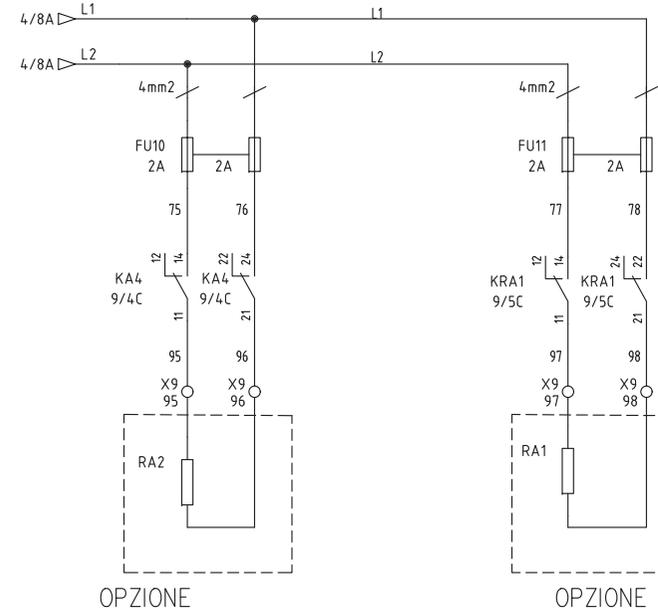 4/8A L1 L1
4/8A L2 L2
4mm2 4mm2
FU10 FU11
2A 2A 2A 2A
75 76 77 78
12 14 22 24 12 14 24 22
KA4 KA4 KRA1 KRA1
9/4C 9/4C 9/5C 9/5C
11 21 11 21
95 96 97 98
X9 X9 X9 X9
95 96 97 98
RA2 RA1
OPZIONE OPZIONE